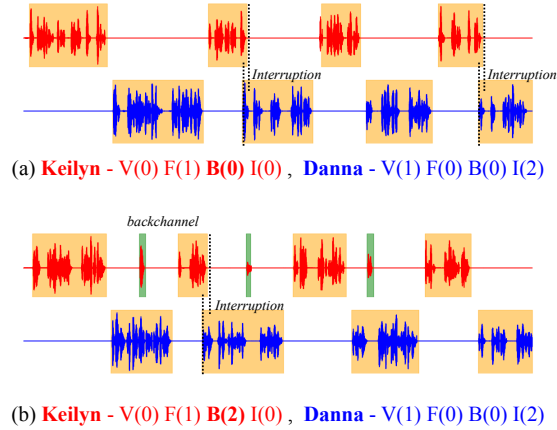 Interruption
Interruption
(a) Keilyn - V(0) F(1) B(0) I(0) , Danna - V(1) F(0) B(0) I(2)
backchannel
Interruption
(b) Keilyn - V(0) F(1) B(2) I(0) , Danna - V(1) F(0) B(0) I(2)